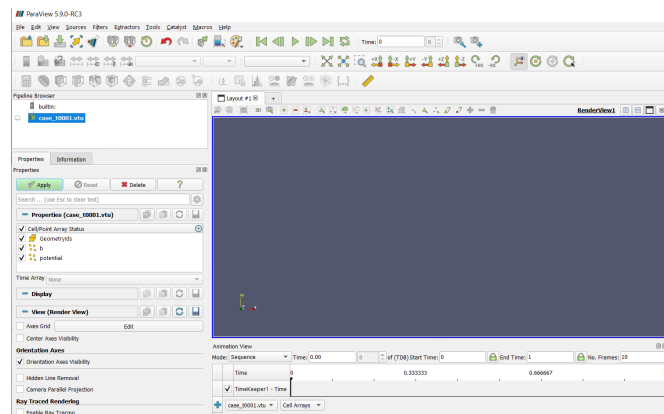 ParaView 5.9.0-RC3
File Edit View Sources Filters Extractors Tools Catalyst Macros Help
Time: 0
0
Pipeline Browser
builtin:
case_t0001.vtu
Layout #1
RenderView1
Properties Information
Properties
Apply Reset Delete ?
Search ... (use Esc to clear text)
Properties (case_t0001.vtu)
Cell/Point Array Status
GeometryIds
b
potential
Time Array None
Display
View (Render View)
Axes Grid Edit
Center Axes Visibility
Orientation Axes
Orientation Axes Visibility
Hidden Line Removal
Camera Parallel Projection
Ray Traced Rendering
Enable Ray Tracing
Animation View
Mode: Sequence Time: 0.00 0 of (TDB) Start Time: 0 End Time: 1 No. Frames: 10
Time 0 0.333333 0.666667
TimeKeeper1 - Time
case_t0001.vtu Cell Arrays